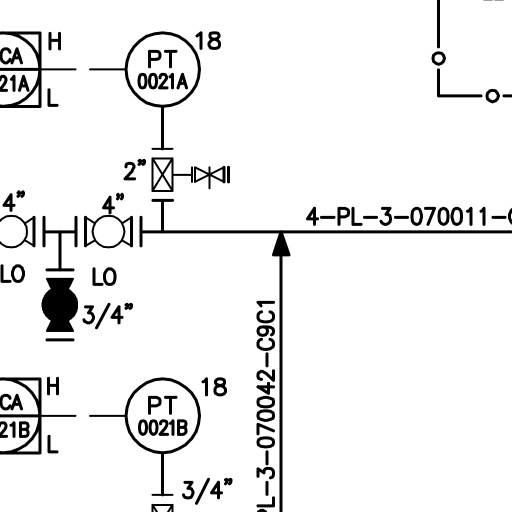 H
18
CA
PT
21A
0021A
L
2"
4"
4"
4-PL-3-070011-
LO
LO
3/4"
PL-3-070042-C9C1
H
18
CA
PT
21B
0021B
L
3/4"